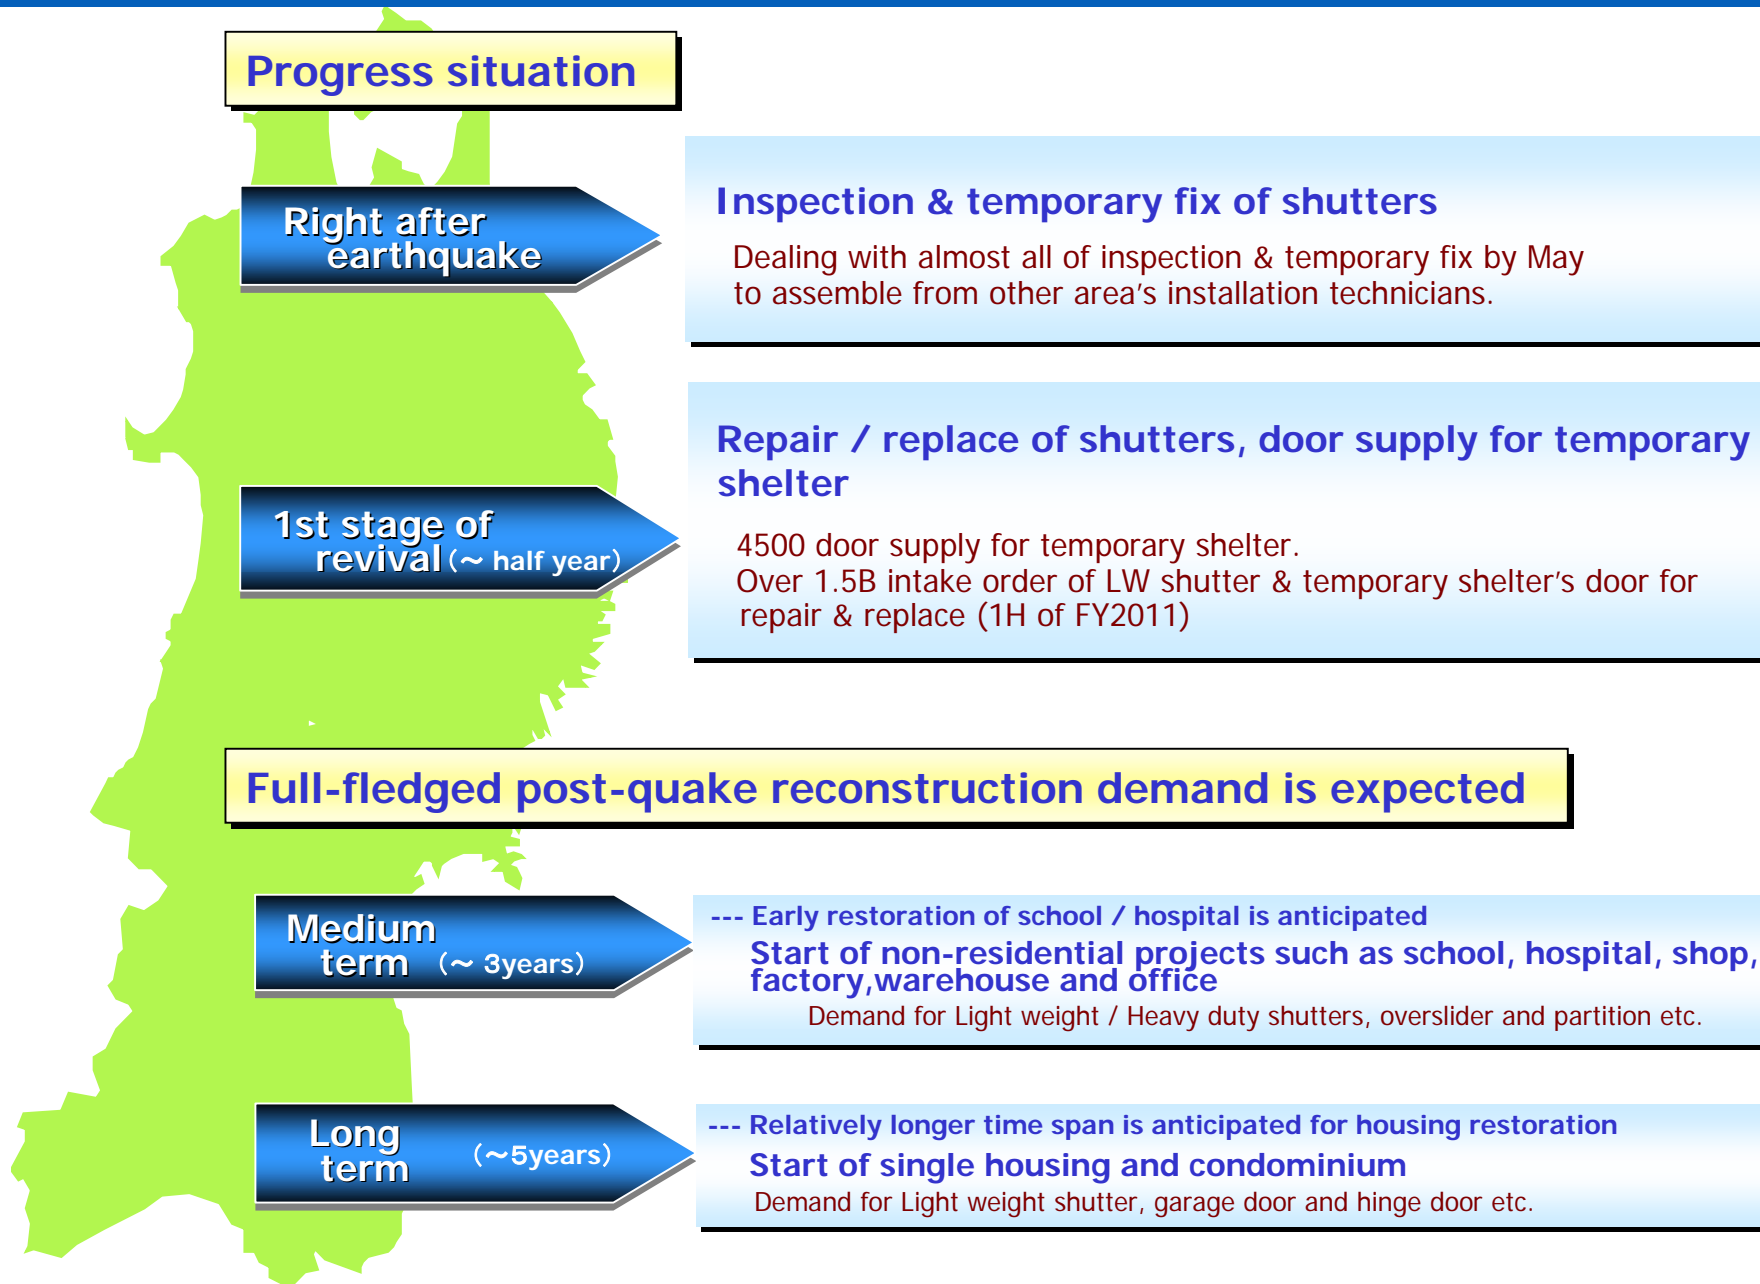 Progress situation
Right after
earthquake
Inspection & temporary fix of shutters
Dealing with almost all of inspection & temporary fix by May
to assemble from other area's installation technicians.
1st stage of
revival (～ half year)
Repair / replace of shutters, door supply for temporary
shelter
4500 door supply for temporary shelter.
Over 1.5B intake order of LW shutter & temporary shelter's door for
repair & replace (1H of FY2011)
Full-fledged post-quake reconstruction demand is expected
Medium
term (～ 3years)
--- Early restoration of school / hospital is anticipated
Start of non-residential projects such as school, hospital, shop,
factory,warehouse and office
Demand for Light weight / Heavy duty shutters, overslider and partition etc.
Long
term (～5years)
--- Relatively longer time span is anticipated for housing restoration
Start of single housing and condominium
Demand for Light weight shutter, garage door and hinge door etc.